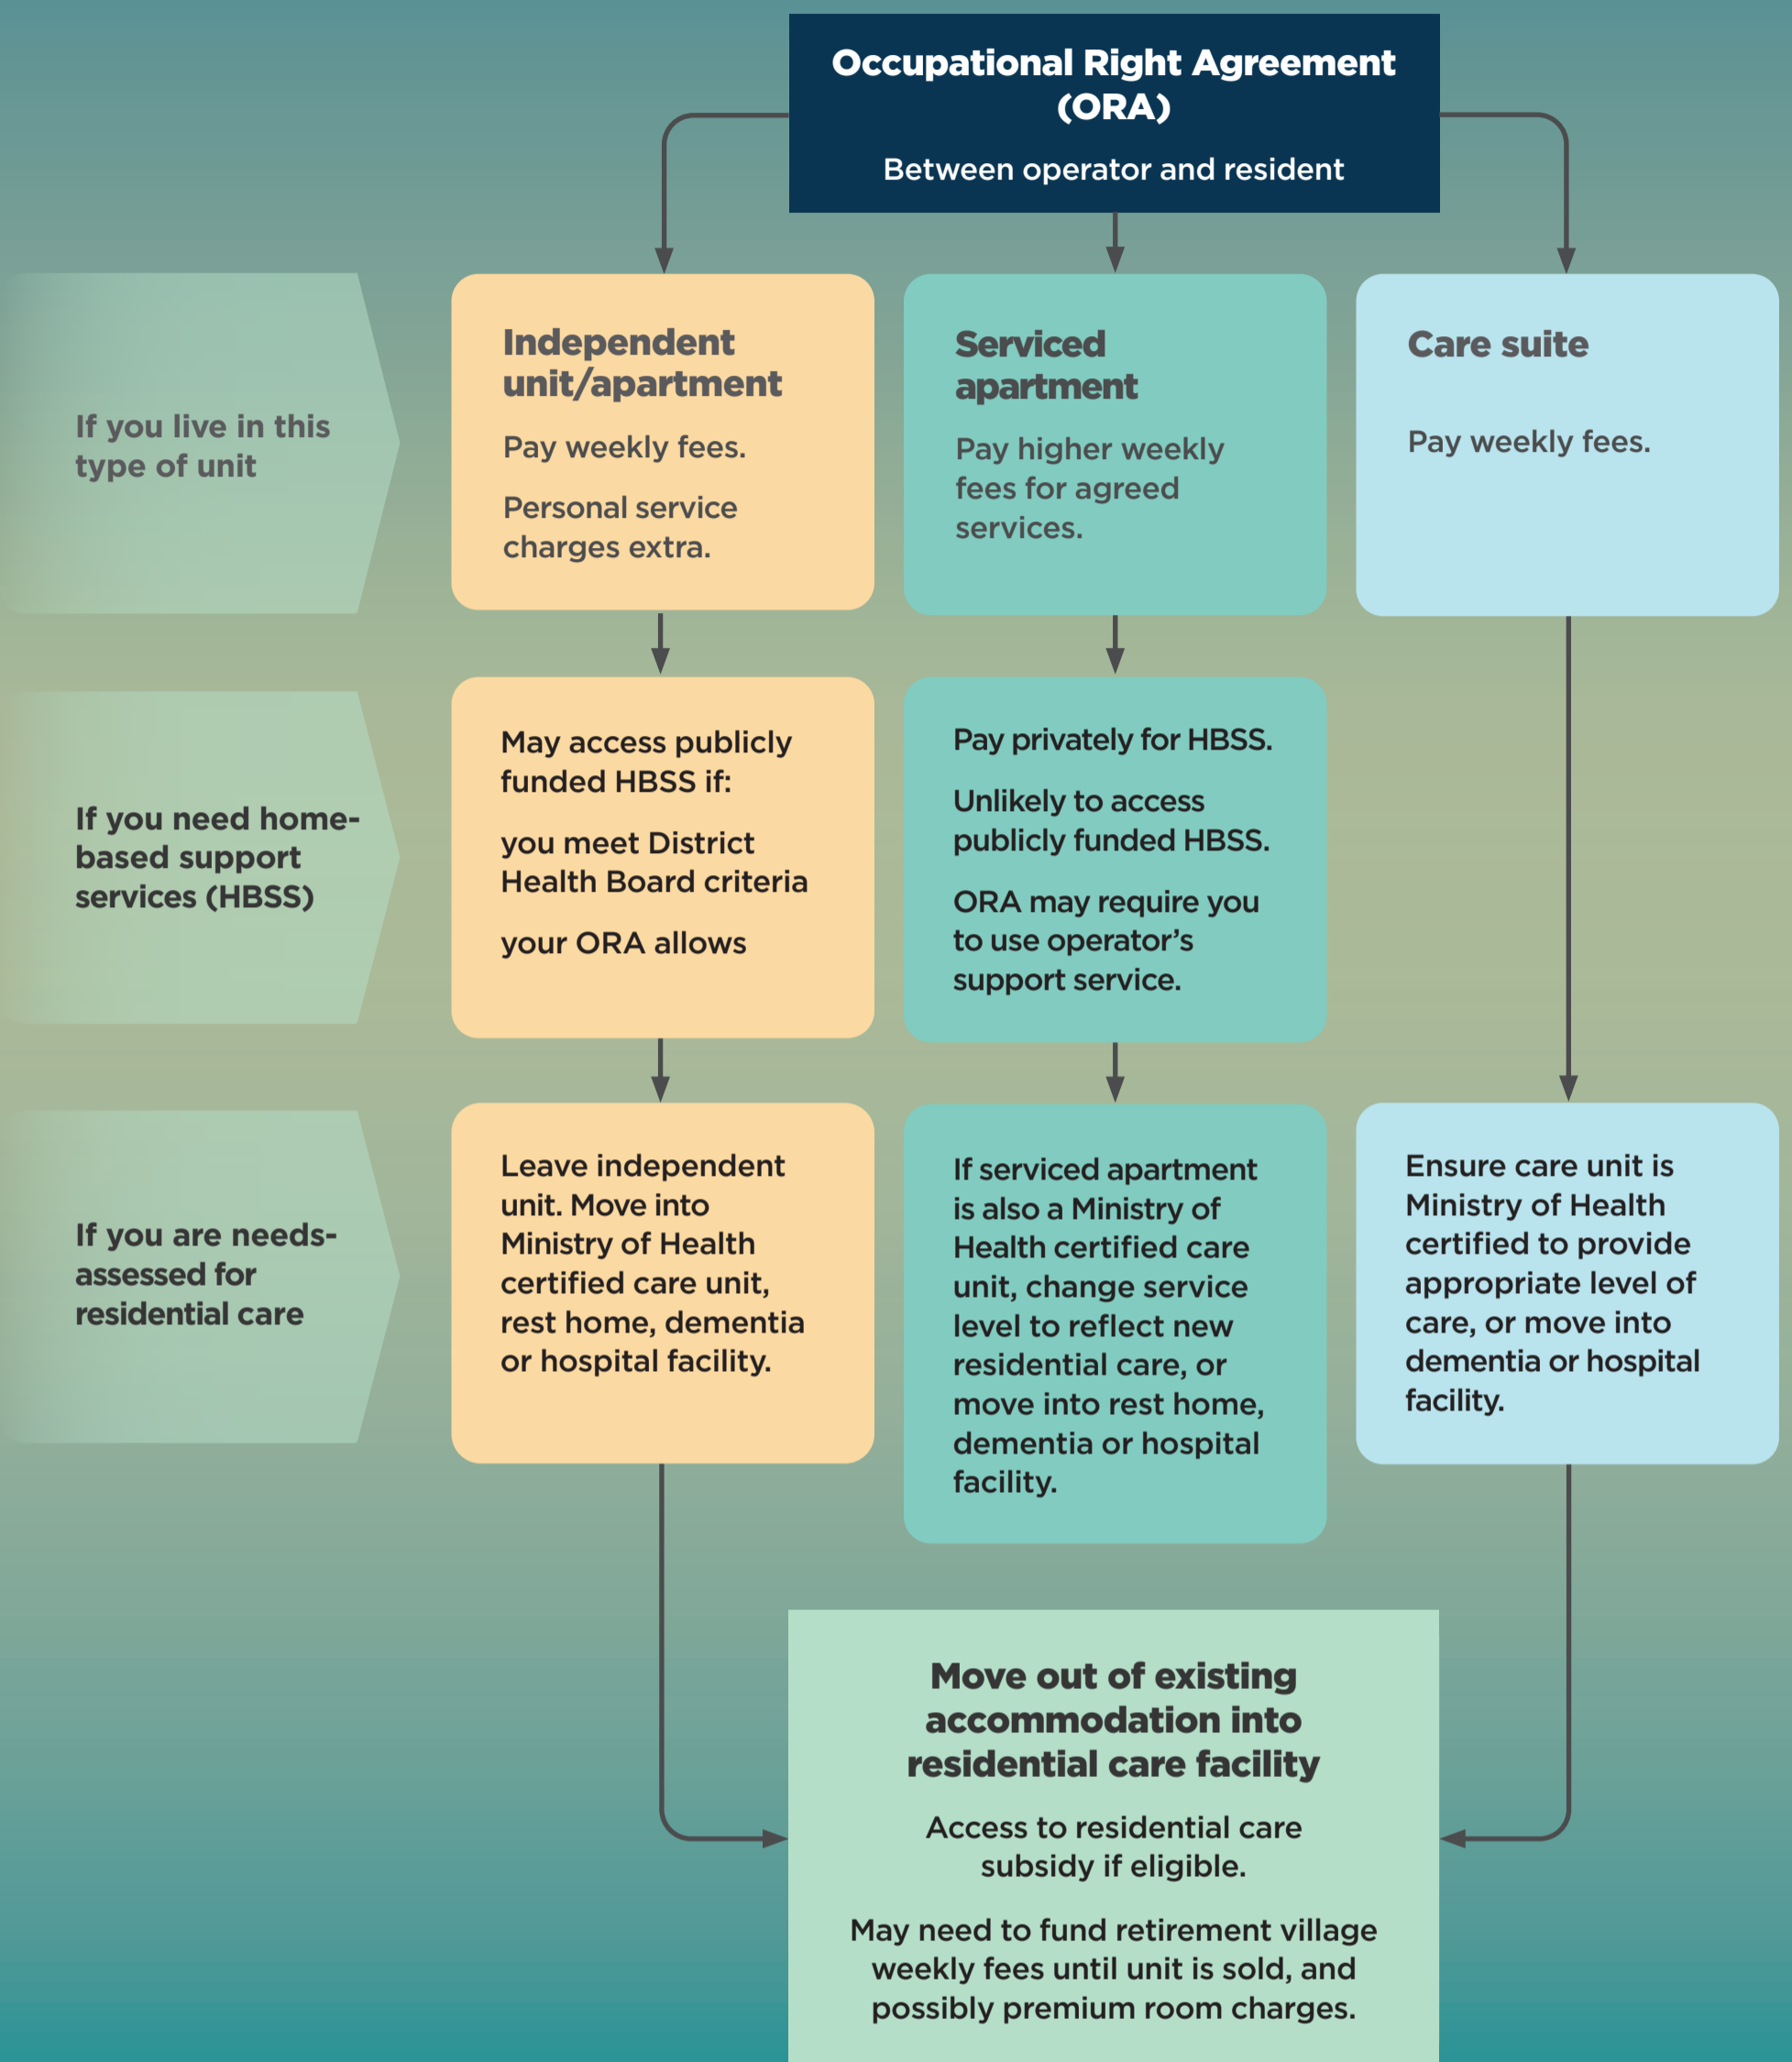 Occupational Right Agreement
(ORA)
Between operator and resident
If you live in this
type of unit
Independent
unit/apartment
Pay weekly fees.
Personal service
charges extra.
Serviced
apartment
Pay higher weekly
fees for agreed
services.
Care suite
Pay weekly fees.
If you need home-
based support
services (HBSS)
May access publicly
funded HBSS if:
you meet District
Health Board criteria
your ORA allows
Pay privately for HBSS.
Unlikely to access
publicly funded HBSS.
ORA may require you
to use operator’s
support service.
If you are needs-
assessed for
residential care
Leave independent
unit. Move into
Ministry of Health
certified care unit,
rest home, dementia
or hospital facility.
If serviced apartment
is also a Ministry of
Health certified care
unit, change service
level to reflect new
residential care, or
move into rest home,
dementia or hospital
facility.
Ensure care unit is
Ministry of Health
certified to provide
appropriate level of
care, or move into
dementia or hospital
facility.
Move out of existing
accommodation into
residential care facility
Access to residential care
subsidy if eligible.
May need to fund retirement village
weekly fees until unit is sold, and
possibly premium room charges.